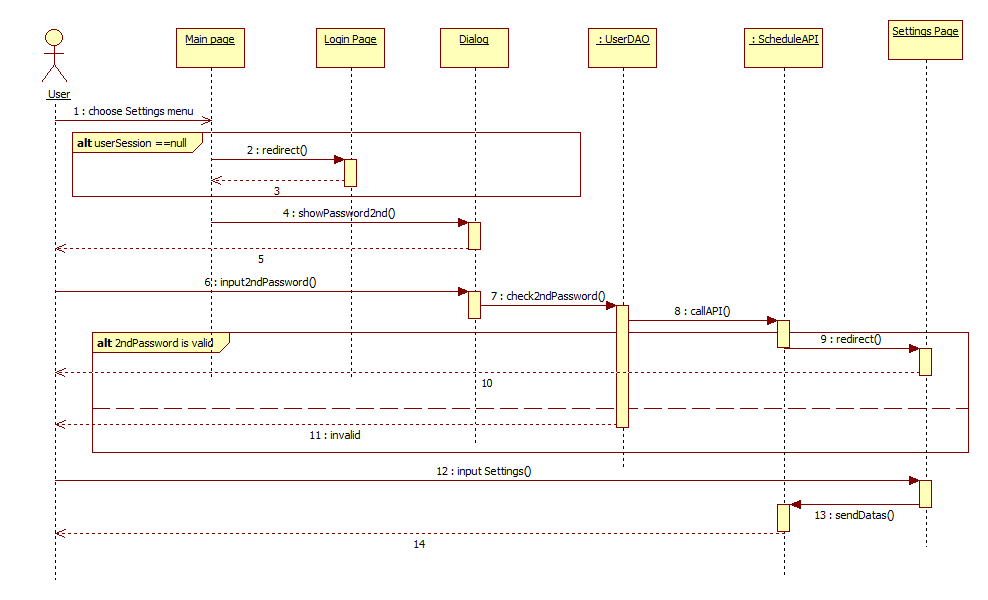 Main page
Login Page
Dialog
: UserDAO
: ScheduleAPI
Settings Page
User
1 : choose Settings menu
alt userSession ==null
2 : redirect()
3
4 : showPassword2nd()
5
6 : input2ndPassword()
7 : check2ndPassword()
8 : callAPI()
alt 2ndPassword is valid
9 : redirect()
10
11 : invalid
12 : input Settings()
13 : sendDatas()
14